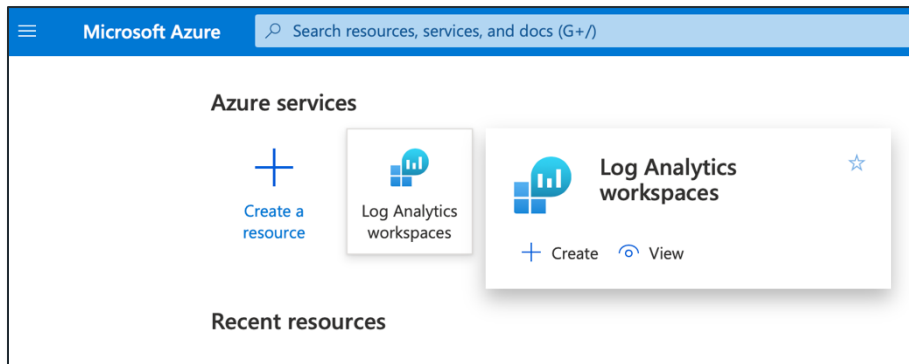 Microsoft Azure
Search resources, services, and docs (G+/)
Azure services
Create a
resource
Log Analytics
workspaces
Log Analytics
workspaces
Create
View
Recent resources